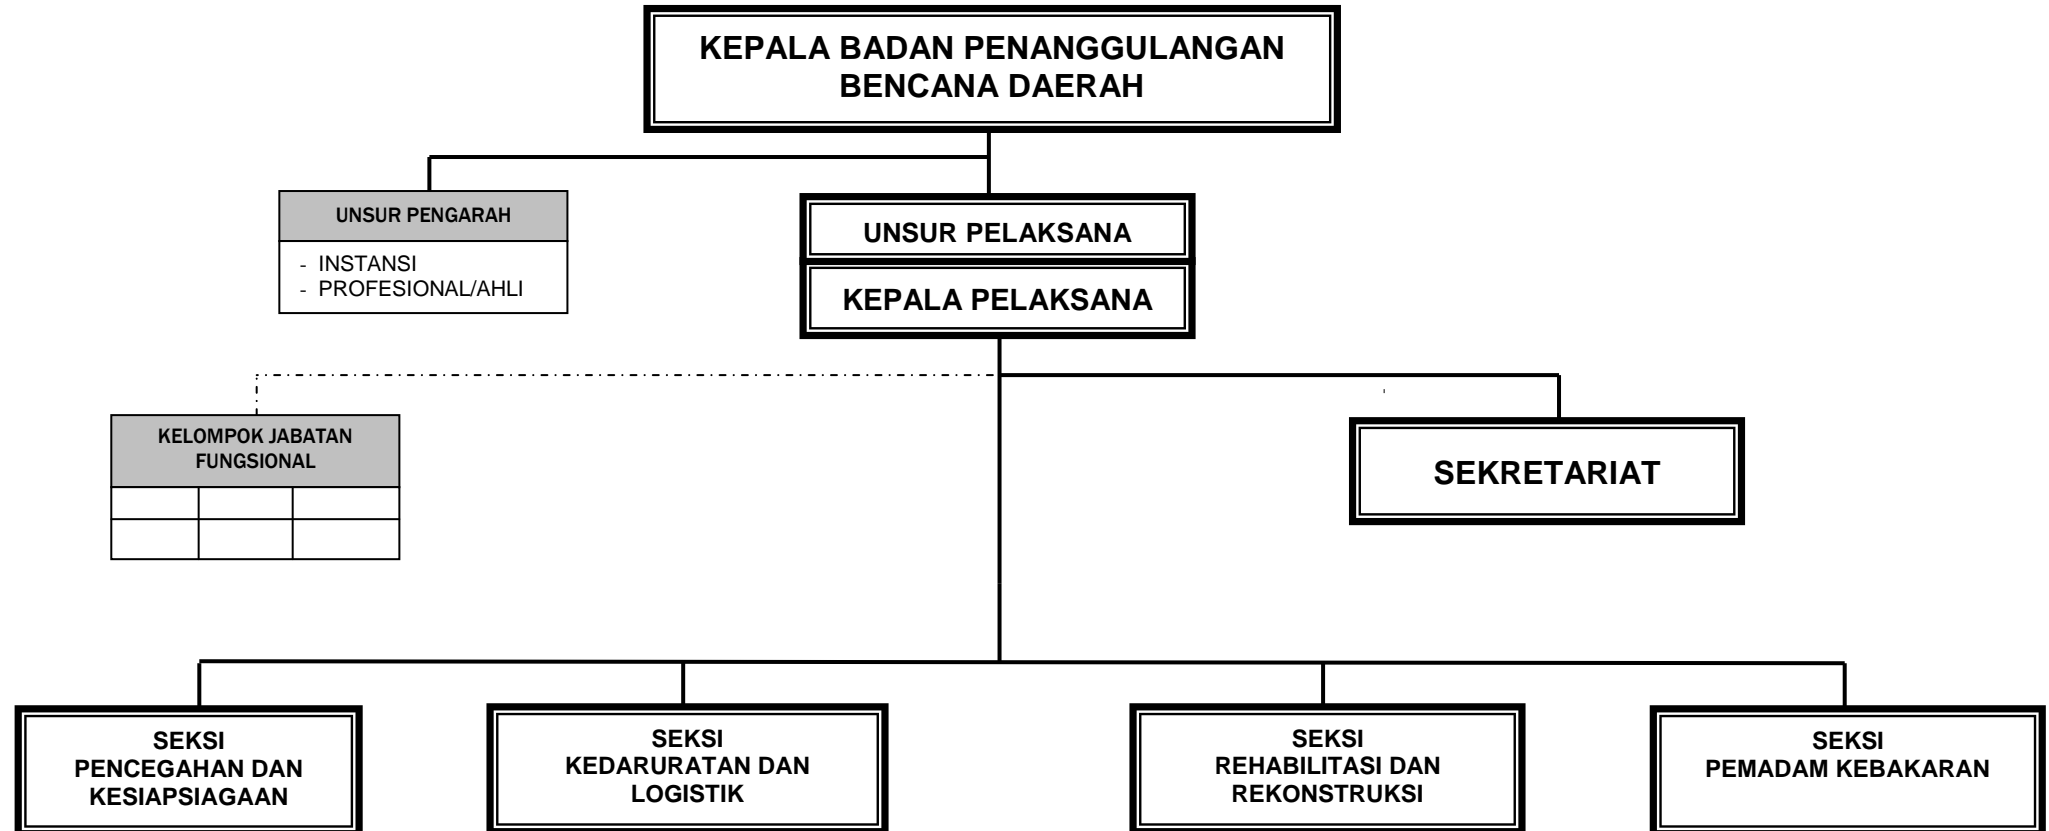 KEPALA BADAN PENANGGULANGAN
BENCANA DAERAH
UNSUR PENGARAH
- INSTANSI
- PROFESIONAL/AHLI
UNSUR PELAKSANA
KEPALA PELAKSANA
KELOMPOK JABATAN
FUNGSIONAL
SEKRETARIAT
SEKSI
PENCEGAHAN DAN
KESIAPSIAGAAN
SEKSI
KEDARURATAN DAN
LOGISTIK
SEKSI
REHABILITASI DAN
REKONSTRUKSI
SEKSI
PEMADAM KEBAKARAN